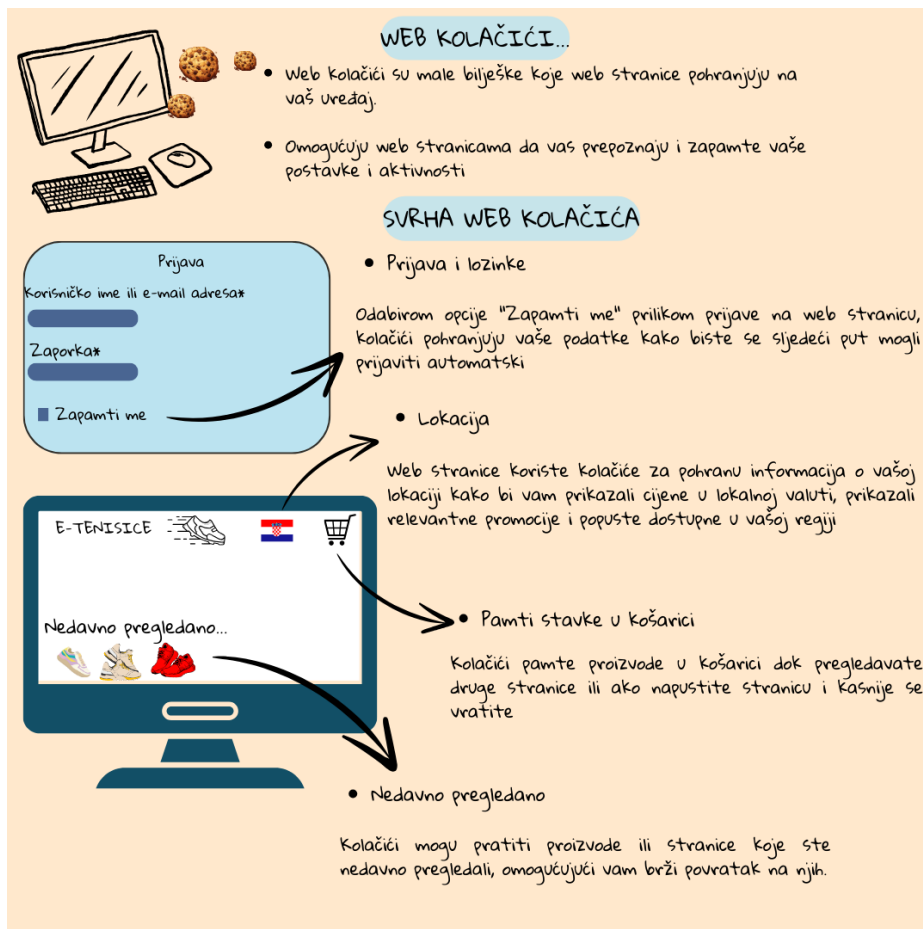 WEB KOLAČIĆI...
• Web kolačići su male bilješke koje web stranice pohranjuju na
vaš uređaj.
• Omogućuju web stranicama da vas prepoznaju i zapamte vaše
postavke i aktivnosti
SVRHA WEB KOLAČIĆA
Prijava
Korisničko ime ili e-mail adresa*
Zaporka*
Zapamti me
• Prijava i lozinke
Odabirom opcije "Zapamti me" prilikom prijave na web stranicu,
kolačići pohranjuju vaše podatke kako biste se sljedeći put mogli
prijaviti automatski
• Lokacija
Web stranice koriste kolačiće za pohranu informacija o vašoj
lokaciji kako bi vam prikazali cijene u lokalnoj valuti, prikazali
relevantne promocije i popuste dostupne u vašoj regiji
E-TENISICE
Nedavno pregledano...
• Pamti stavke u košarici
Kolačići pamte proizvode u košarici dok pregledavate
druge stranice ili ako napustite stranicu i kasnije se
vratite
• Nedavno pregledano
Kolačići mogu pratiti proizvode ili stranice koje ste
nedavno pregledali, omogućujući vam brži povratak na njih.